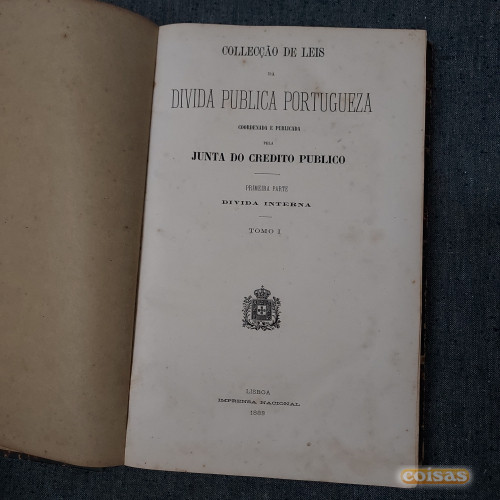 COLLECÇÃO DE LEIS
DA
DIVIDA PUBLICA PORTUGUEZA
COORDENADA E PUBLICADA
PELA
JUNTA DO CREDITO PUBLICO
PRIMEIRA PARTE
DIVIDA INTERNA
TOMO I
LISBOA
IMPRENSA NACIONAL
1883
coisas